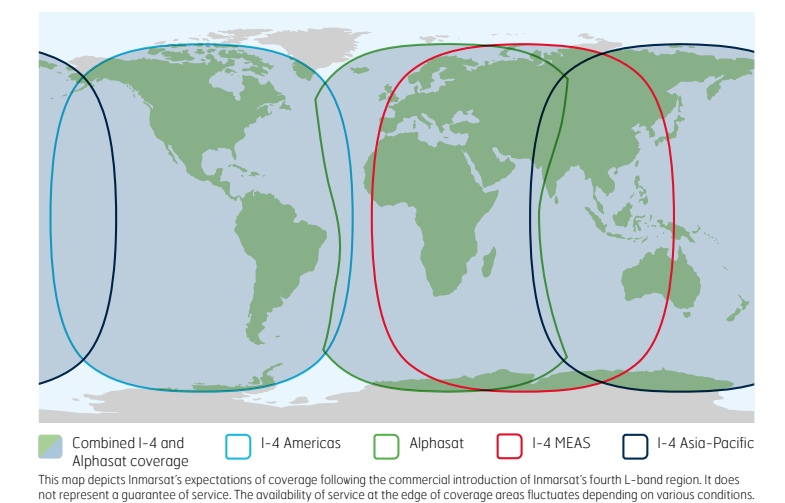 Combined I-4 and
Alphasat coverage
I-4 Americas
Alphasat
I-4 MEAS
I-4 Asia-Pacific
This map depicts Inmarsat's expectations of coverage following the commercial introduction of Inmarsat's fourth L-band region. It does
not represent a guarantee of service. The availability of service at the edge of coverage areas fluctuates depending on various conditions.